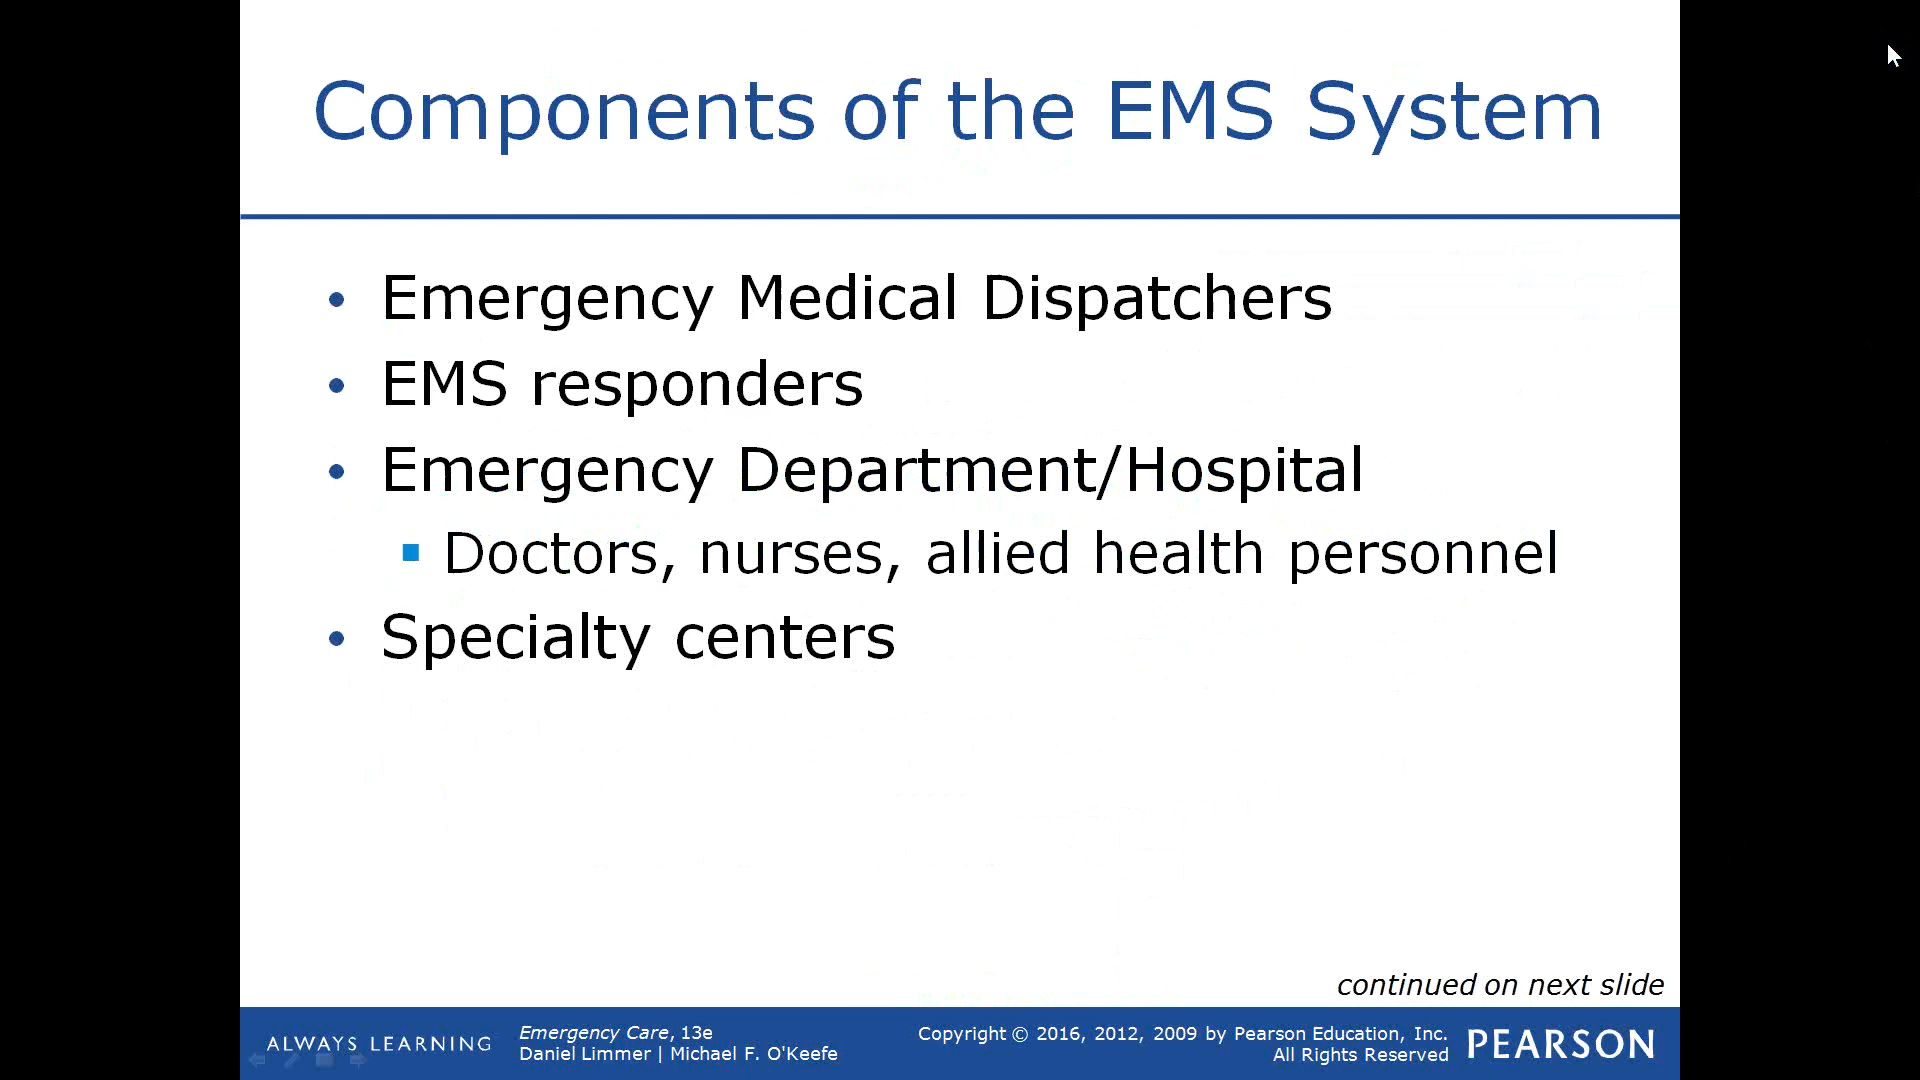 Components of the EMS System
• Emergency Medical Dispatchers
• EMS responders
• Emergency Department/Hospital
▪ Doctors, nurses, allied health personnel
• Specialty centers
continued on next slide
ALWAYS LEARNING
Emergency Care, 13e
Daniel Limmer | Michael F. O'Keefe
Copyright © 2016, 2012, 2009 by Pearson Education, Inc.
All Rights Reserved
PEARSON